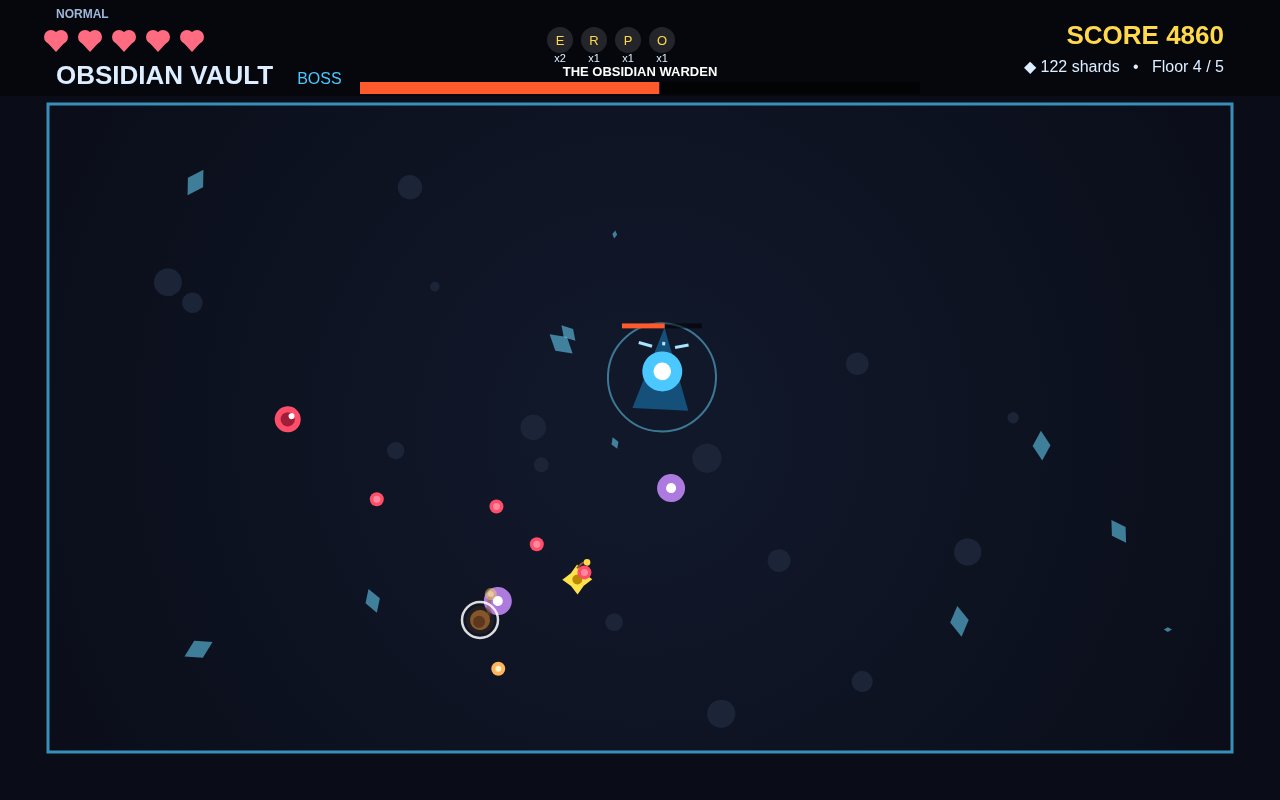 NORMAL
E R P O
x2 x1 x1 x1
SCORE 4860
OBSIDIAN VAULT BOSS
THE OBSIDIAN WARDEN
◆ 122 shards • Floor 4 / 5